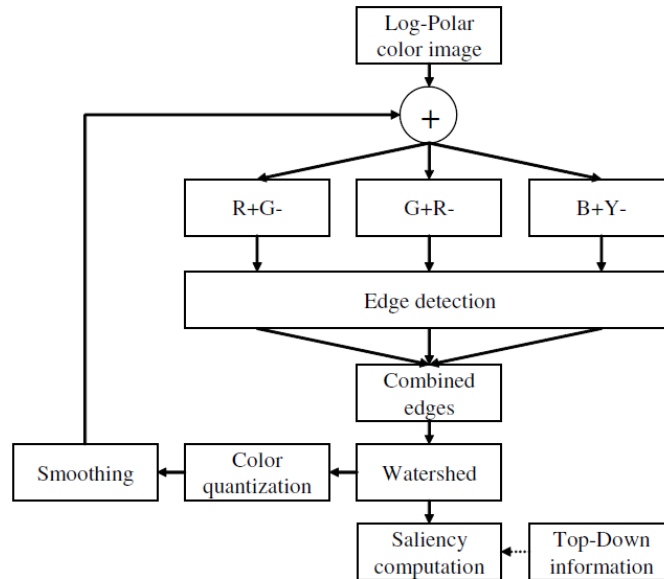 Log-Polar
color image
+
R+G-
G+R-
B+Y-
Edge detection
Combined
edges
Smoothing
Color
quantization
Watershed
Saliency
computation
Top-Down
information